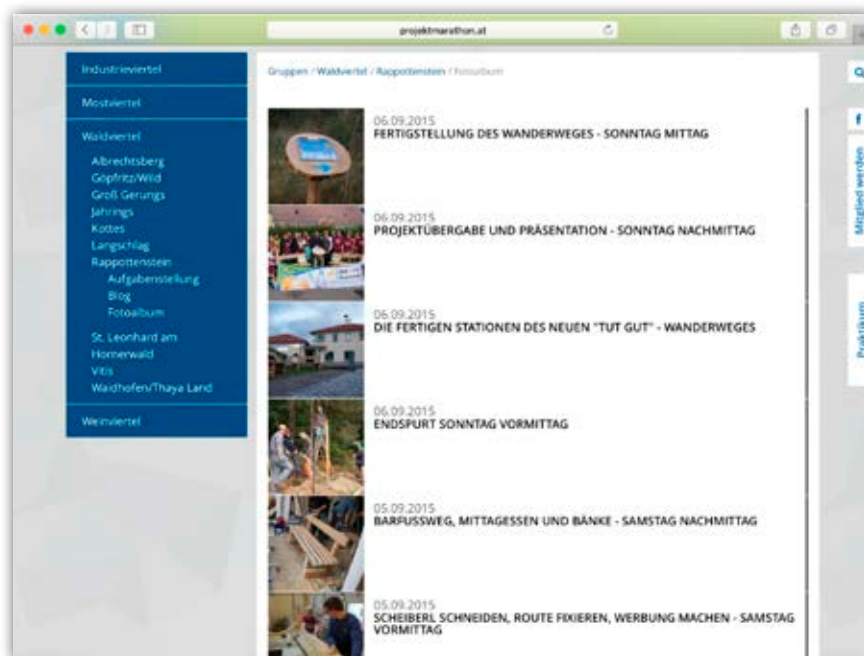 projektmarathon.at
Industrieviertel
Mostviertel
Waldviertel
Albrechtsberg
Göpfritz/Wild
Groß Gerungs
Jahrings
Kottes
Langschlag
Rappottenstein
Aufgabenstellung
Blog
Fotoalbum
St. Leonhard am
Hornerwald
Vitis
Waidhofen/Thaya Land
Weinviertel
Gruppen / Waldviertel / Rappottenstein / Fotoalbum
06.09.2015
FERTIGSTELLUNG DES WANDERWEGES - SONNTAG MITTAG
06.09.2015
PROJEKTÜBERGABE UND PRÄSENTATION - SONNTAG NACHMITTAG
06.09.2015
DIE FERTIGEN STATIONEN DES NEUEN "TUT GUT" - WANDERWEGES
06.09.2015
ENDSPURT SONNTAG VORMITTAG
05.09.2015
BARFUSSWEG, MITTAGESSEN UND BÄNKE - SAMSTAG NACHMITTAG
05.09.2015
SCHEIBERL SCHNEIDEN, ROUTE FIXIEREN, WERBUNG MACHEN - SAMSTAG
VORMITTAG
f
Mitglied werden
Praktikum